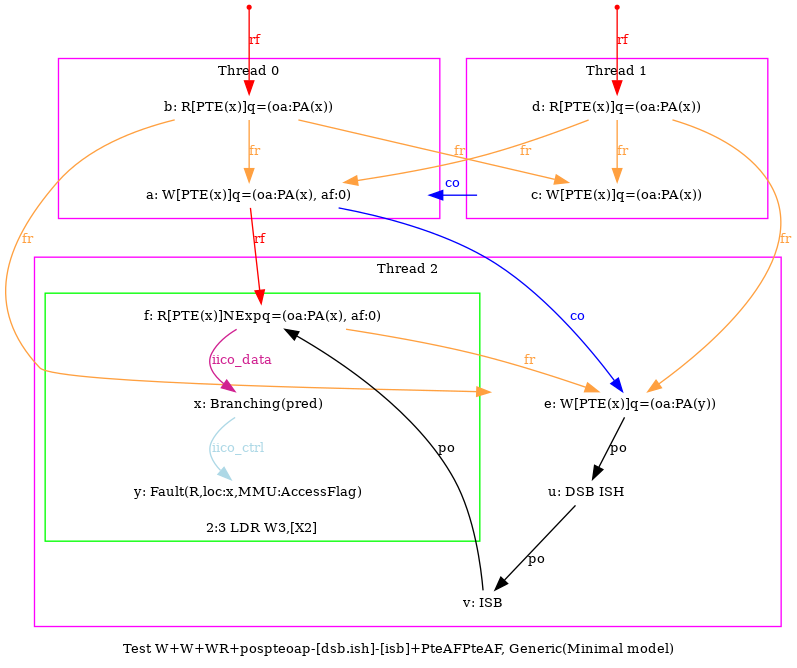 rf
rf
Thread 0
Thread 1
b: R[PTE(x)]q=(oa:PA(x))
d: R[PTE(x)]q=(oa:PA(x))
fr
fr
fr
fr
co
a: W[PTE(x)]q=(oa:PA(x), af:0)
c: W[PTE(x)]q=(oa:PA(x))
fr
rf
fr
Thread 2
f: R[PTE(x)]NExpq=(oa:PA(x), af:0)
co
iico_data
fr
x: Branching(pred)
e: W[PTE(x)]q=(oa:PA(y))
iico_ctrl
po
po
y: Fault(R,loc:x,MMU:AccessFlag)
u: DSB ISH
2:3 LDR W3,[X2]
po
v: ISB
Test W+W+WR+pospteoap-[dsb.ish]-[isb]+PteAFPteAF, Generic(Minimal model)